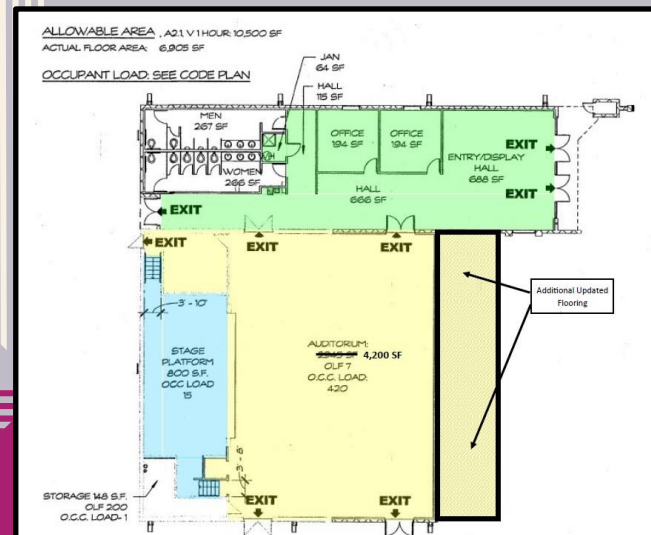 ALLOWABLE AREA , A2.1 V 1 HOUR: 10,500 SF
ACTUAL FLOOR AREA: 6,905 SF
OCCUPANT LOAD: SEE CODE PLAN
JAN
64 SF
HALL
115 SF
MEN
267 SF
OFFICE
194 SF
OFFICE
194 SF
EXIT
ENTRY/DISPLAY
HALL
688 SF
WOMEN
266 SF
HALL
666 SF
EXIT
EXIT
EXIT
EXIT
EXIT
Additional Updated
Flooring
3' - 10"
STAGE
PLATFORM
800 S.F.
OCC LOAD
15
AUDITORIUM:
4,200 SF
OLF 7
O.C.C. LOAD:
420
3' - 8"
STORAGE 148 S.F.
OLF 200
O.C.C. LOAD-1
EXIT
EXIT